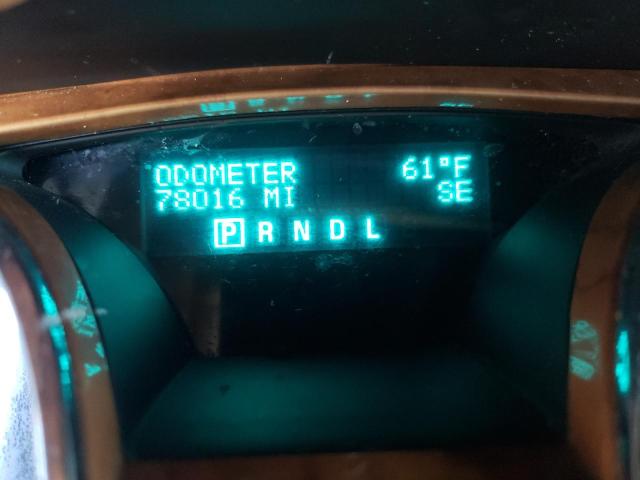 ODOMETER 61°F
78016 MI SE
P R N D L